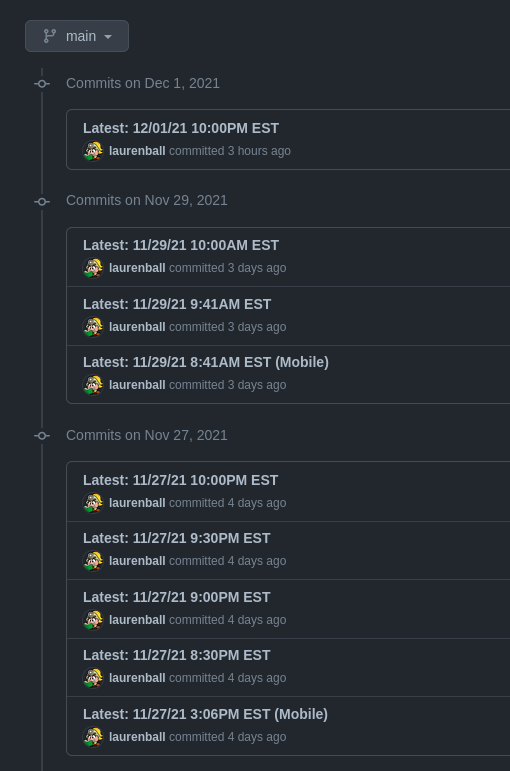 main
Commits on Dec 1, 2021
Latest: 12/01/21 10:00PM EST
laurenball committed 3 hours ago
Commits on Nov 29, 2021
Latest: 11/29/21 10:00AM EST
laurenball committed 3 days ago
Latest: 11/29/21 9:41AM EST
laurenball committed 3 days ago
Latest: 11/29/21 8:41AM EST (Mobile)
laurenball committed 3 days ago
Commits on Nov 27, 2021
Latest: 11/27/21 10:00PM EST
laurenball committed 4 days ago
Latest: 11/27/21 9:30PM EST
laurenball committed 4 days ago
Latest: 11/27/21 9:00PM EST
laurenball committed 4 days ago
Latest: 11/27/21 8:30PM EST
laurenball committed 4 days ago
Latest: 11/27/21 3:06PM EST (Mobile)
laurenball committed 4 days ago